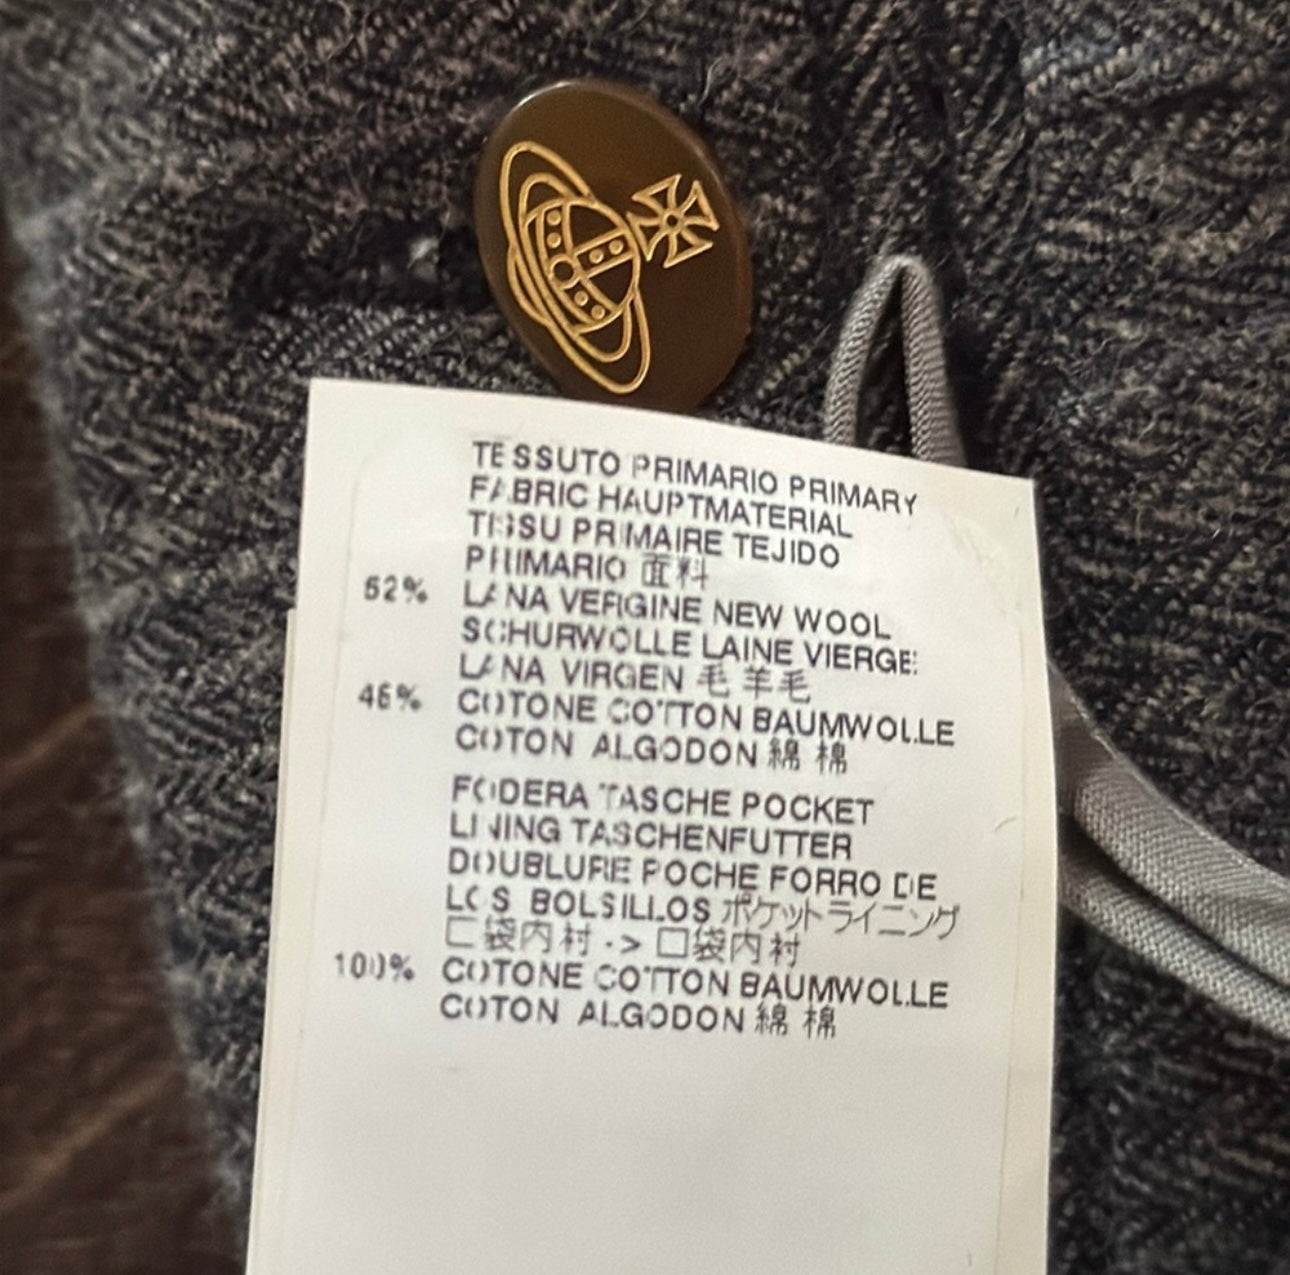 TESSUTO PRIMARIO PRIMARY
FABRIC HAUPTMATERIAL
TISSU PRIMAIRE TEJIDO
PRIMARIO 面料
52% LANA VERGINE NEW WOOL
SCHURWOLLE LAINE VIERGE
LANA VIRGEN 毛 羊毛
48% COTONE COTTON BAUMWOLLE
COTON ALGODON 綿 棉
FODERA TASCHE POCKET
LINING TASCHENFUTTER
DOUBLURE POCHE FORRO DE
LOS BOLSILLOS ポケットライニング
口袋内衬 -> 口袋内衬
100% COTONE COTTON BAUMWOLLE
COTON ALGODON 綿 棉